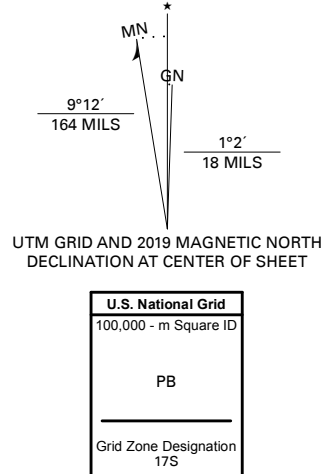 ★
MN
GN
9°12´
164 MILS
1°2´
18 MILS
UTM GRID AND 2019 MAGNETIC NORTH
DECLINATION AT CENTER OF SHEET
U.S. National Grid
100,000 - m Square ID
PB
Grid Zone Designation
17S